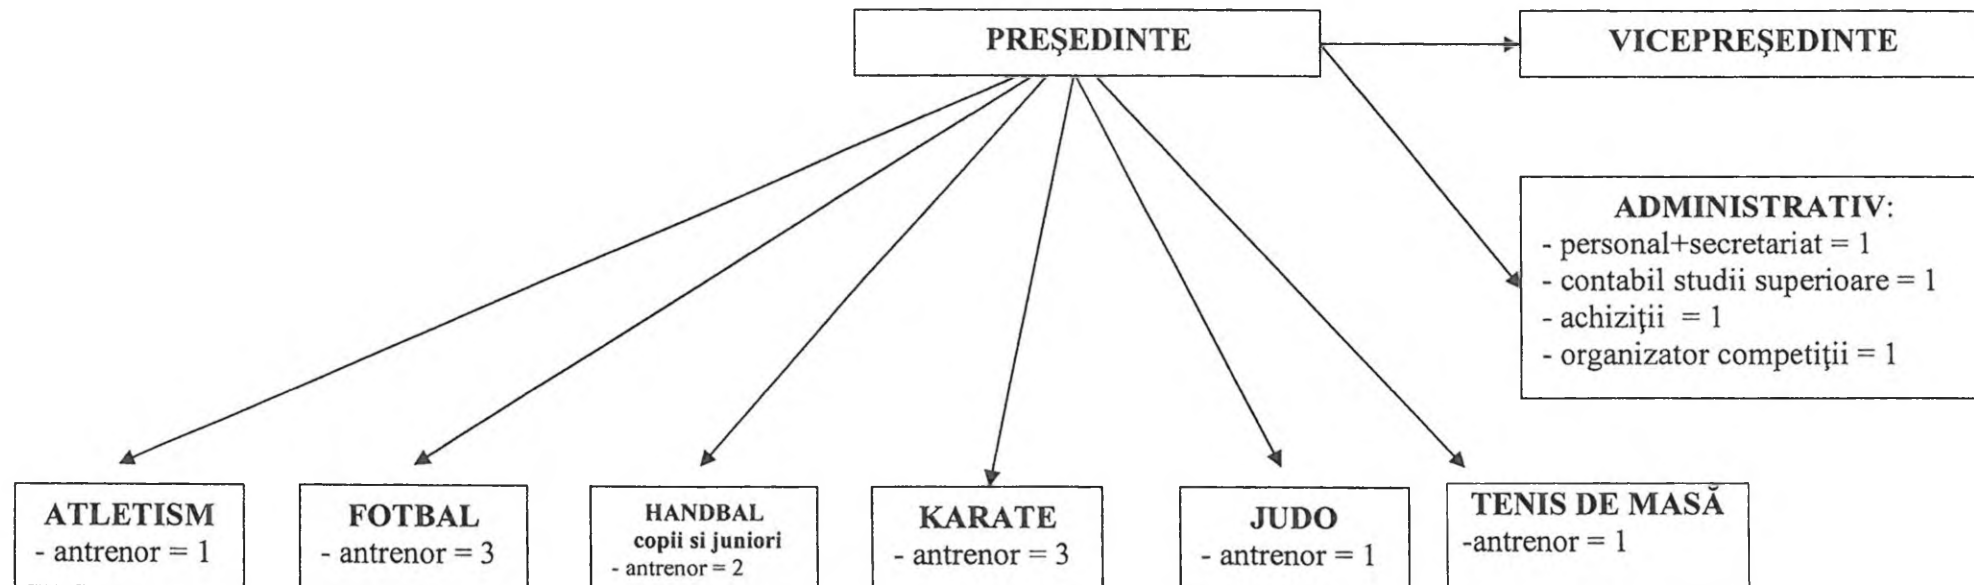 PREŞEDINTE
VICEPREŞEDINTE
ADMINISTRATIV:
- personal+secretariat = 1
- contabil studii superioare = 1
- achiziţii = 1
- organizator competiţii = 1
ATLETISM
- antrenor = 1
FOTBAL
- antrenor = 3
HANDBAL
copii si juniori
- antrenor = 2
KARATE
- antrenor = 3
JUDO
- antrenor = 1
TENIS DE MASĂ
-antrenor = 1